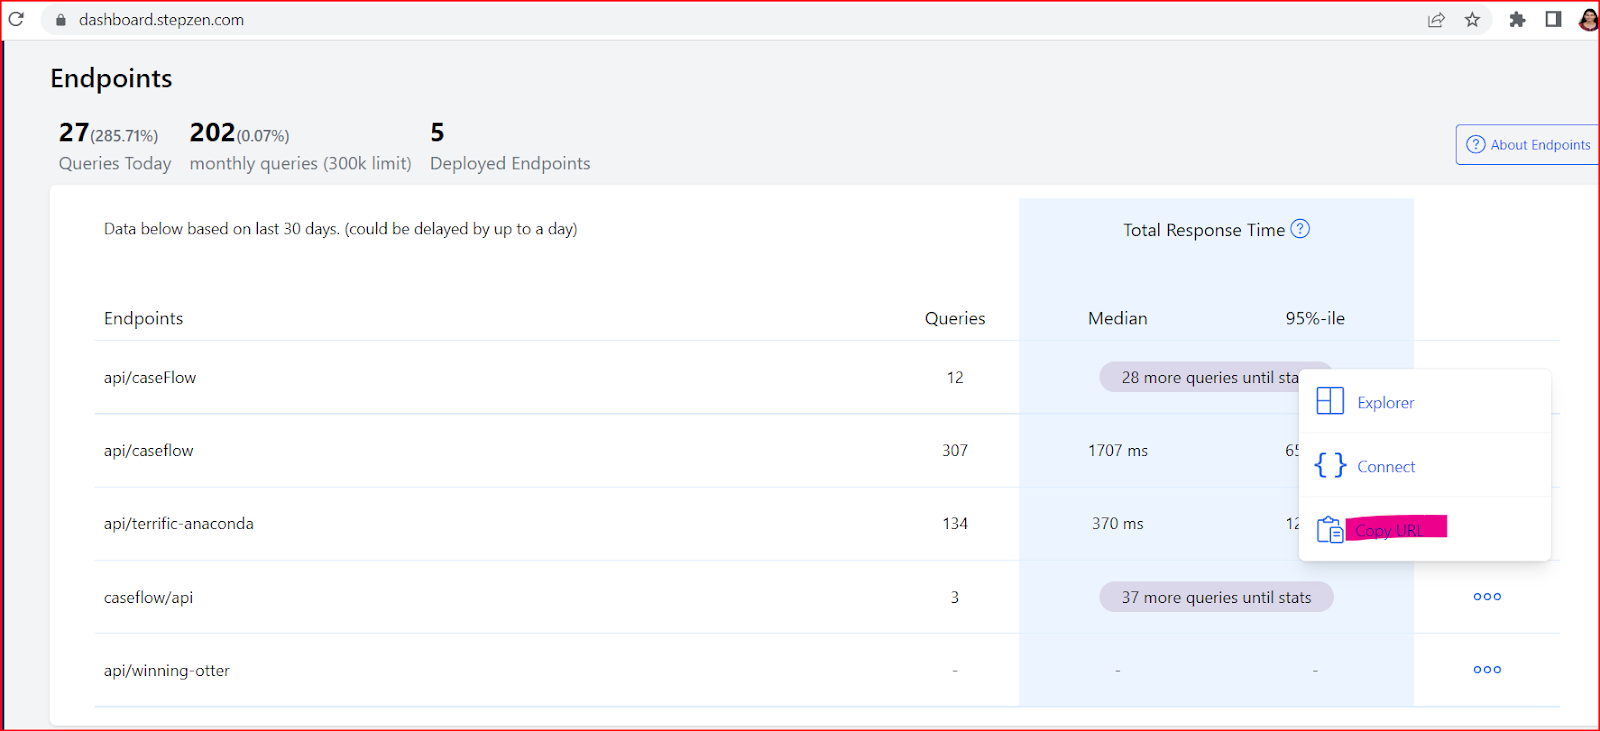 dashboard.stepzen.com
Endpoints
27(285.71%) 202(0.07%) 5
Queries Today monthly queries (300k limit) Deployed Endpoints
About Endpoints
Data below based on last 30 days. (could be delayed by up to a day)
Total Response Time
Endpoints Queries Median 95%-ile
api/caseFlow 12 28 more queries until sta
Explorer
api/caseflow 307 1707 ms 65
Connect
api/terrific-anaconda 134 370 ms 12
Copy URL
caseflow/api 3 37 more queries until stats
api/winning-otter - - -